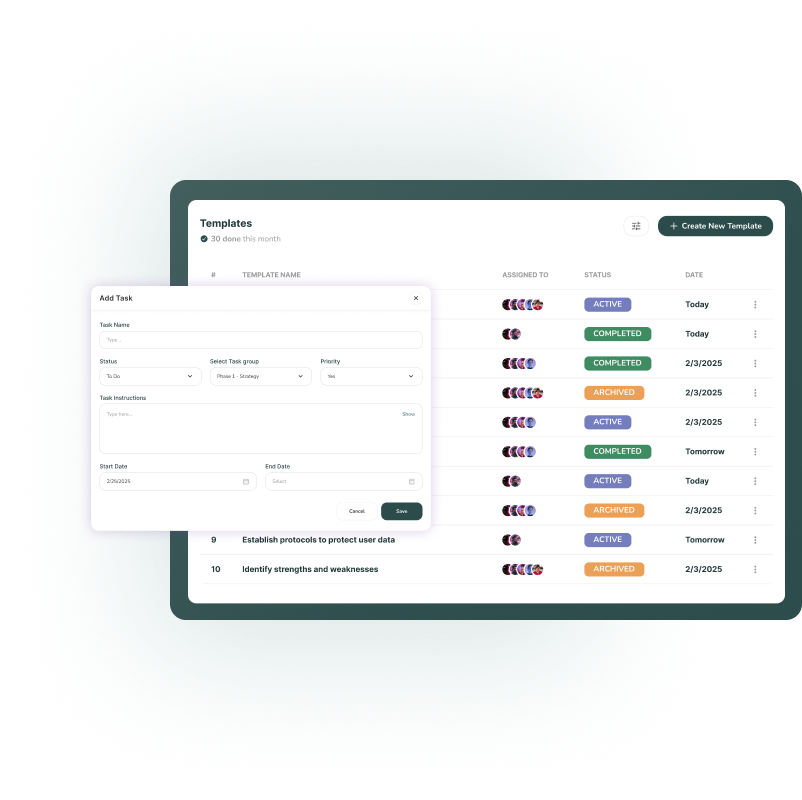 Templates
30 done this month
Create New Template
# TEMPLATE NAME ASSIGNED TO STATUS DATE
ACTIVE Today
COMPLETED Today
COMPLETED 2/3/2025
ARCHIVED 2/3/2025
ACTIVE 2/3/2025
COMPLETED Tomorrow
ACTIVE Today
ARCHIVED 2/3/2025
9 Establish protocols to protect user data ACTIVE Tomorrow
10 Identify strengths and weaknesses ARCHIVED 2/3/2025
Add Task
Task Name
Type...
Status Select Task group Priority
To Do Phase 1 - Strategy Yes
Task Instructions
Type here... Show
Start Date End Date
2/25/2025 Select
Cancel Save